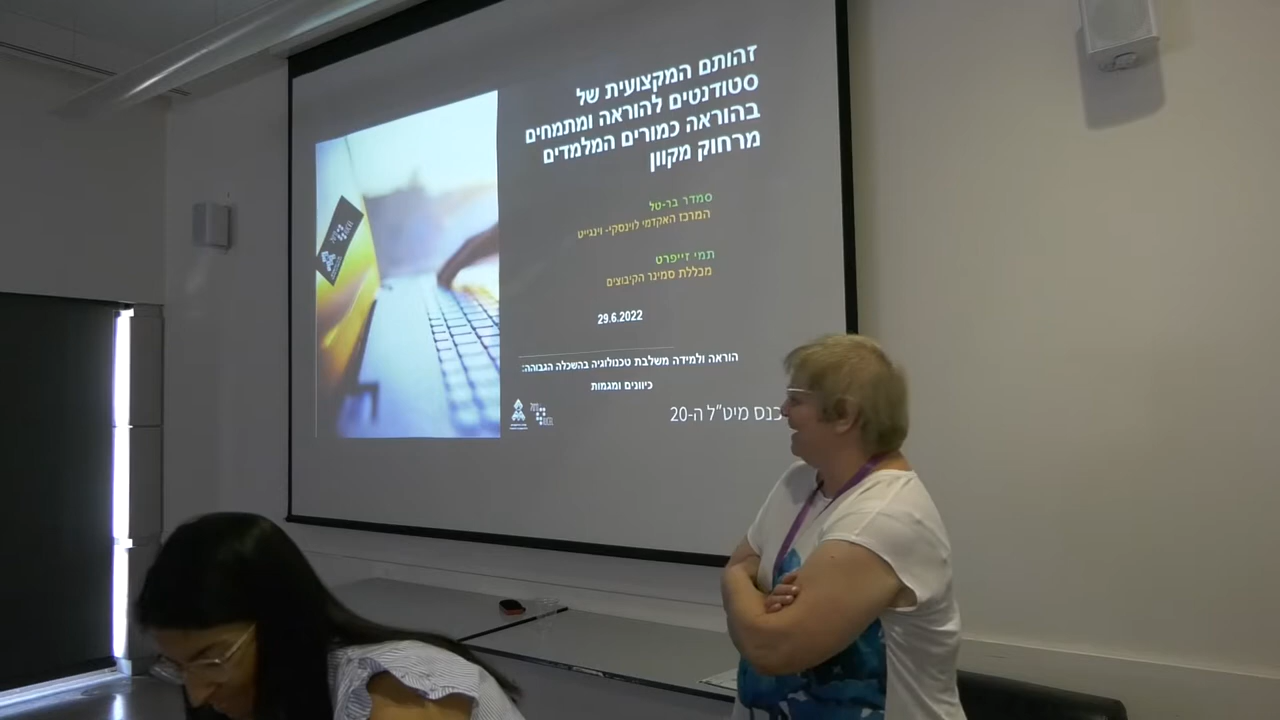 זהותם המקצועית של
סטודנטים להוראה ומתמחים
בהוראה כמורים המלמדים
מרחוק מקוון
סמדר בר-טל
המרכז האקדמי לוינסקי- וינגייט
תמי זייפרט
מכללת סמינר הקיבוצים
29.6.2022
הוראה ולמידה משלבת טכנולוגיה בהשכלה הגבוהה:
כיוונים ומגמות
כנס מיט"ל ה-20